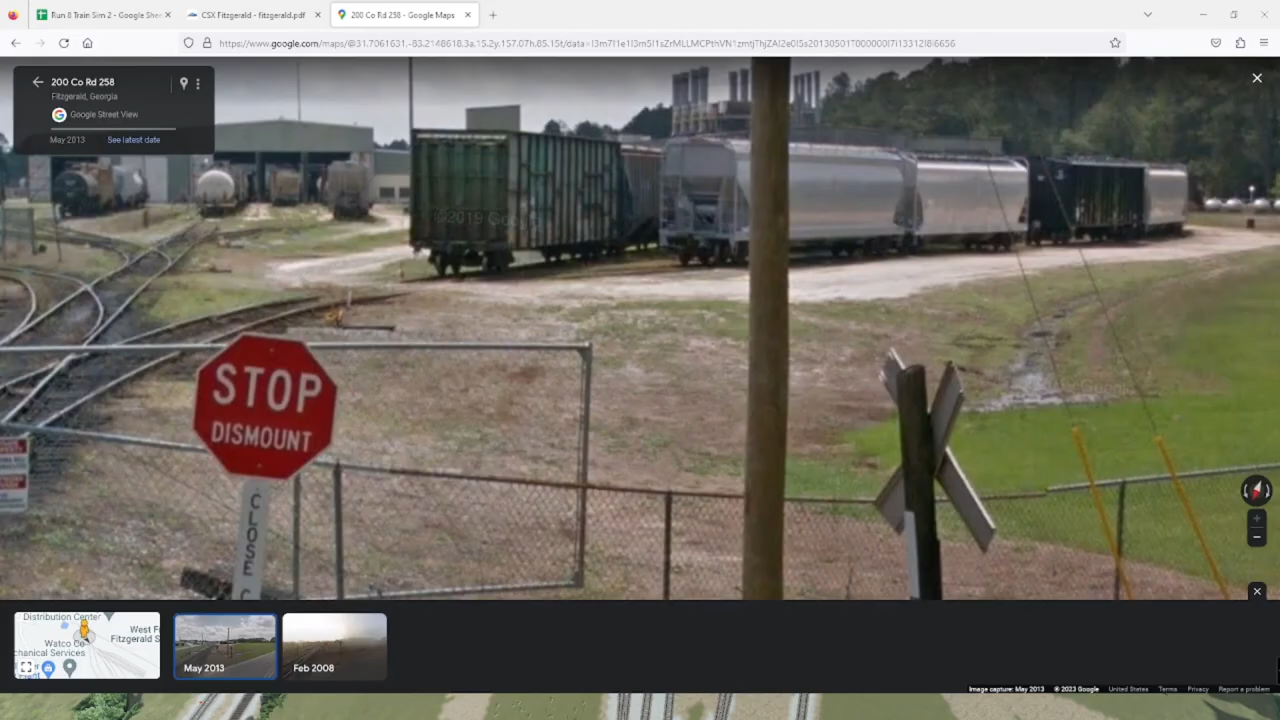 Run 8 Train Sim 2 - Google She
CSX Fitzgerald - fitzgerald.pdf
200 Co Rd 258 - Google Maps
https://www.google.com/maps/@31.7061631,-83.2148618,3a,15.2y,157.07h,85.15t/data=!3m7!1e1!3m5!1sZrMLLMCPthVN1zmtjThjZA!2e0!5s20130501T000000!7i13312!8i6656
200 Co Rd 258
Fitzgerald, Georgia
Google Street View
May 2013
See latest date
©2019 Goog
STOP
DISMOUNT
CLOSE
Distribution Center
West F
Fitzgerald S
Watco Co
chanical Services
May 2013
Feb 2008
Image capture: May 2013 © 2023 Google United States Terms Privacy Report a problem